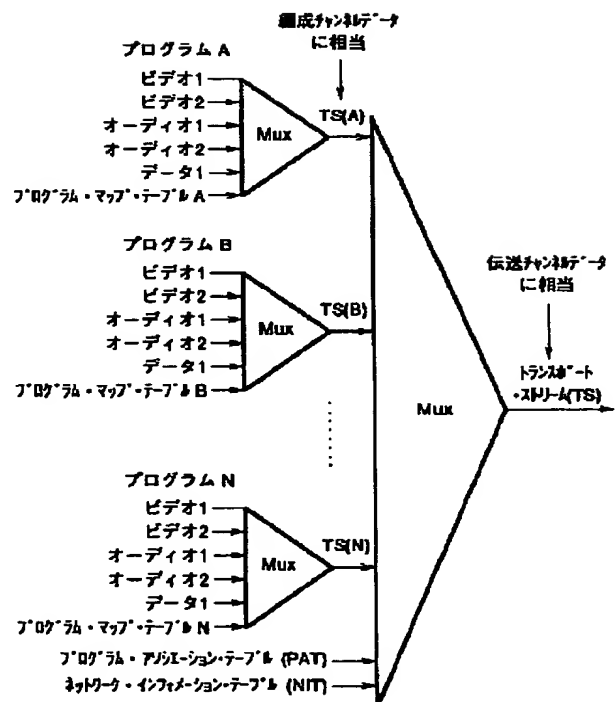 編成チャンネルデータ
に相当
プログラム A
ビデオ1
ビデオ2
オーディオ1
オーディオ2
データ1
プログラム・マップ・テーブル A
Mux
TS(A)
プログラム B
ビデオ1
ビデオ2
オーディオ1
オーディオ2
データ1
プログラム・マップ・テーブル B
Mux
TS(B)
伝送チャンネルデータ
に相当
Mux
トランスポート
・ストリーム(TS)
プログラム N
ビデオ1
ビデオ2
オーディオ1
オーディオ2
データ1
プログラム・マップ・テーブル N
Mux
TS(N)
プログラム・アソシエーション・テーブル (PAT)
ネットワーク・インフォメーション・テーブル (NIT)